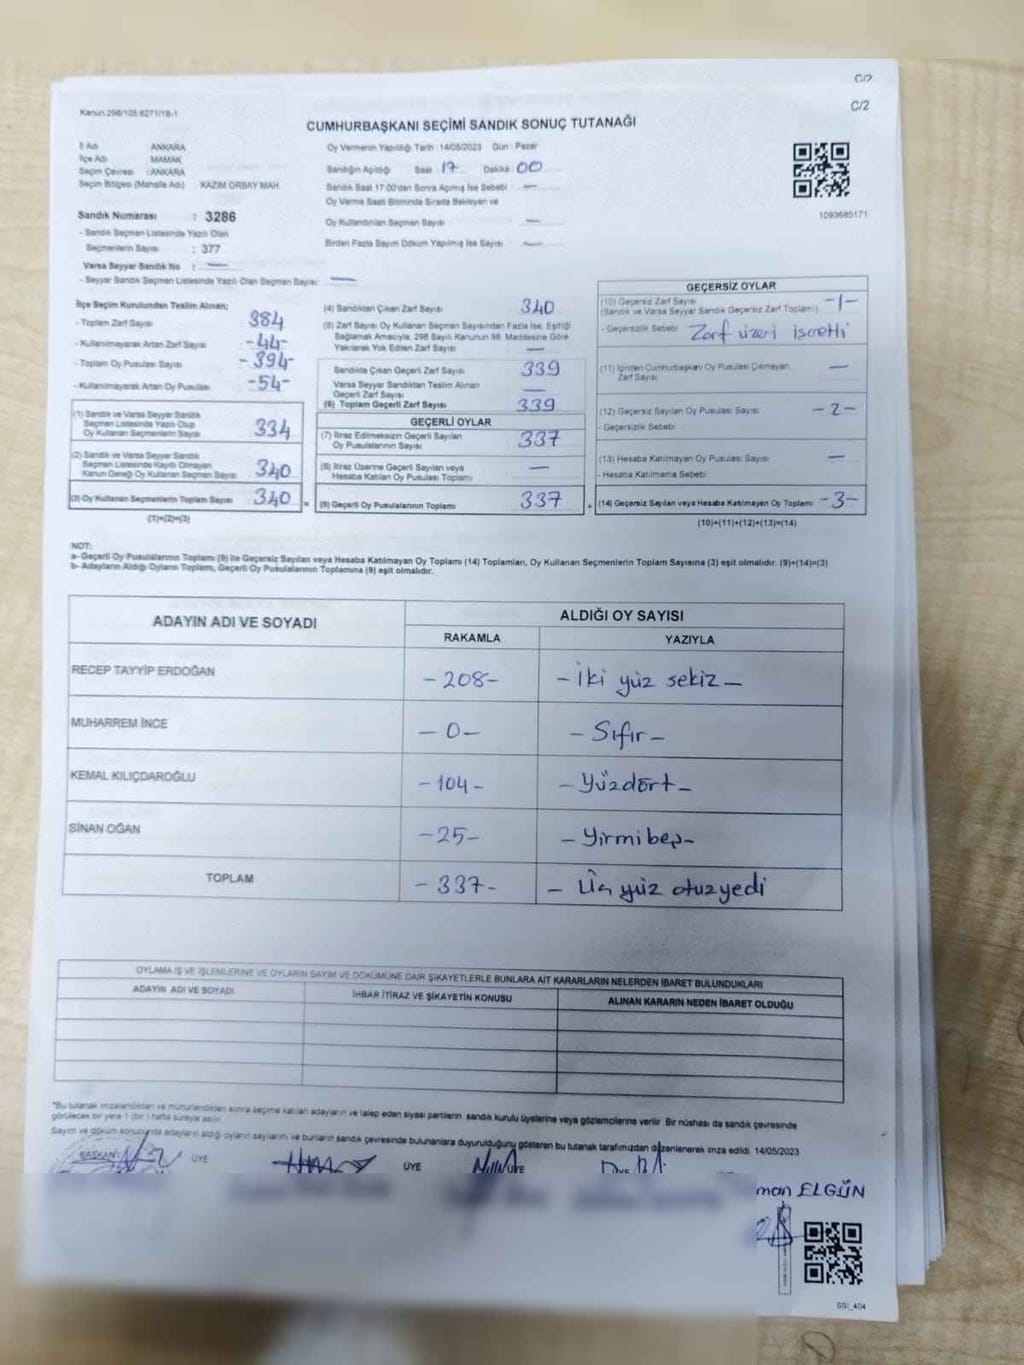 C/2
C/2
Kanun:298/105 6271/18-1
CUMHURBAŞKANI SEÇİMİ SANDIK SONUÇ TUTANAĞI
İl Adı ANKARA
İlçe Adı MAMAK
Seçim Çevresi : ANKARA
Seçim Bölgesi (Mahalle Adı) KAZIM ORBAY MAH.
Sandık Numarası : 3286
- Sandık Seçmen Listesinde Yazılı Olan
Seçmenlerin Sayısı : 377
Varsa Seyyar Sandık No : —
- Seyyar Sandık Seçmen Listesinde Yazılı Olan Seçmen Sayısı: —
Oy Vermenin Yapıldığı Tarih : 14/05/2023 Gün : Pazar
Sandığın Açıldığı Saat : 17 Dakika : 00
Sandık Saat 17:00'den Sonra Açılmış İse Sebebi —
Oy Verme Saati Bitiminde Sırada Bekleyen ve
Oy Kullandırılan Seçmen Sayısı —
Birden Fazla Sayım Döküm Yapılmış İse Sayısı —
1093685171
İlçe Seçim Kurulundan Teslim Alınan;
- Toplam Zarf Sayısı 384
- Kullanılmayarak Artan Zarf Sayısı -44-
- Toplam Oy Pusulası Sayısı -394-
- Kullanılmayarak Artan Oy Pusulası -54-
(1) Sandık ve Varsa Seyyar Sandık
Seçmen Listesinde Yazılı Olup
Oy Kullanan Seçmenlerin Sayısı 334
(2) Sandık ve Varsa Seyyar Sandık
Seçmen Listesinde Kayıtlı Olmayan
Kanun Gereği Oy Kullanan Seçmen Sayısı 340
(3) Oy Kullanan Seçmenlerin Toplam Sayısı 340
(1)+(2)=(3)
(4) Sandıktan Çıkan Zarf Sayısı 340
(5) Zarf Sayısı Oy Kullanan Seçmen Sayısından Fazla İse, Eşitliği
Sağlamak Amacıyla, 298 Sayılı Kanunun 98. Maddesine Göre
Yakılarak Yok Edilen Zarf Sayısı —
Sandıkta Çıkan Geçerli Zarf Sayısı 339
Varsa Seyyar Sandıktan Teslim Alınan
Geçerli Zarf Sayısı —
(6) Toplam Geçerli Zarf Sayısı 339
GEÇERLİ OYLAR
(7) İtiraz Edilmeksizin Geçerli Sayılan
Oy Pusulalarının Sayısı 337
(8) İtiraz Üzerine Geçerli Sayılan veya
Hesaba Katılan Oy Pusulası Toplamı —
(9) Geçerli Oy Pusulalarının Toplamı 337
GEÇERSİZ OYLAR
(10) Geçersiz Zarf Sayısı
(Sandık ve Varsa Seyyar Sandık Geçersiz Zarf Toplamı) -1-
- Geçersizlik Sebebi Zarf üzeri işaretli
(11) İçinden Cumhurbaşkanı Oy Pusulası Çıkmayan
Zarf Sayısı —
(12) Geçersiz Sayılan Oy Pusulası Sayısı -2-
- Geçersizlik Sebebi
(13) Hesaba Katılmayan Oy Pusulası Sayısı —
- Hesaba Katılmama Sebebi
(14) Geçersiz Sayılan veya Hesaba Katılmayan Oy Toplamı -3-
(10)+(11)+(12)+(13)=(14)
NOT:
a- Geçerli Oy Pusulalarının Toplamı (9) ile Geçersiz Sayılan veya Hesaba Katılmayan Oy Toplamı (14) Toplamları, Oy Kullanan Seçmenlerin Toplam Sayısına (3) eşit olmalıdır. (9)+(14)=(3)
b- Adayların Aldığı Oyların Toplamı, Geçerli Oy Pusulalarının Toplamına (9) eşit olmalıdır.
ADAYIN ADI VE SOYADI
ALDIĞI OY SAYISI
RAKAMLA YAZIYLA
RECEP TAYYİP ERDOĞAN -208- -İki yüz sekiz-
MUHARREM İNCE -0- -Sıfır-
KEMAL KILIÇDAROĞLU -104- -Yüzdört-
SİNAN OĞAN -25- -Yirmibeş-
TOPLAM -337- -Üç yüz otuzyedi
OYLAMA İŞ VE İŞLEMLERİNE VE OYLARIN SAYIM VE DÖKÜMÜNE DAİR ŞİKAYETLERLE BUNLARA AİT KARARLARIN NELERDEN İBARET BULUNDUKLARI
ADAYIN ADI VE SOYADI İHBAR İTİRAZ VE ŞİKAYETİN KONUSU ALINAN KARARIN NEDEN İBARET OLDUĞU
*Bu tutanak imzalandıktan ve mühürlendikten sonra seçime katılan adayların ve talep eden siyasi partilerin sandık kurulu üyelerine veya gözlemcilerine verilir. Bir nüshası da sandık çevresinde
görülecek bir yere 1 (bir ) hafta süreyle asılır.
Sayım ve döküm sonucunda adayların aldığı oyların sayılarını ve bunların sandık çevresinde bulunanlara duyurulduğunu gösteren bu tutanak tarafımızdan düzenlenerek imza edildi. 14/05/2023
BAŞKAN ÜYE ÜYE ÜYE
man ELGÜN
SSİ_404